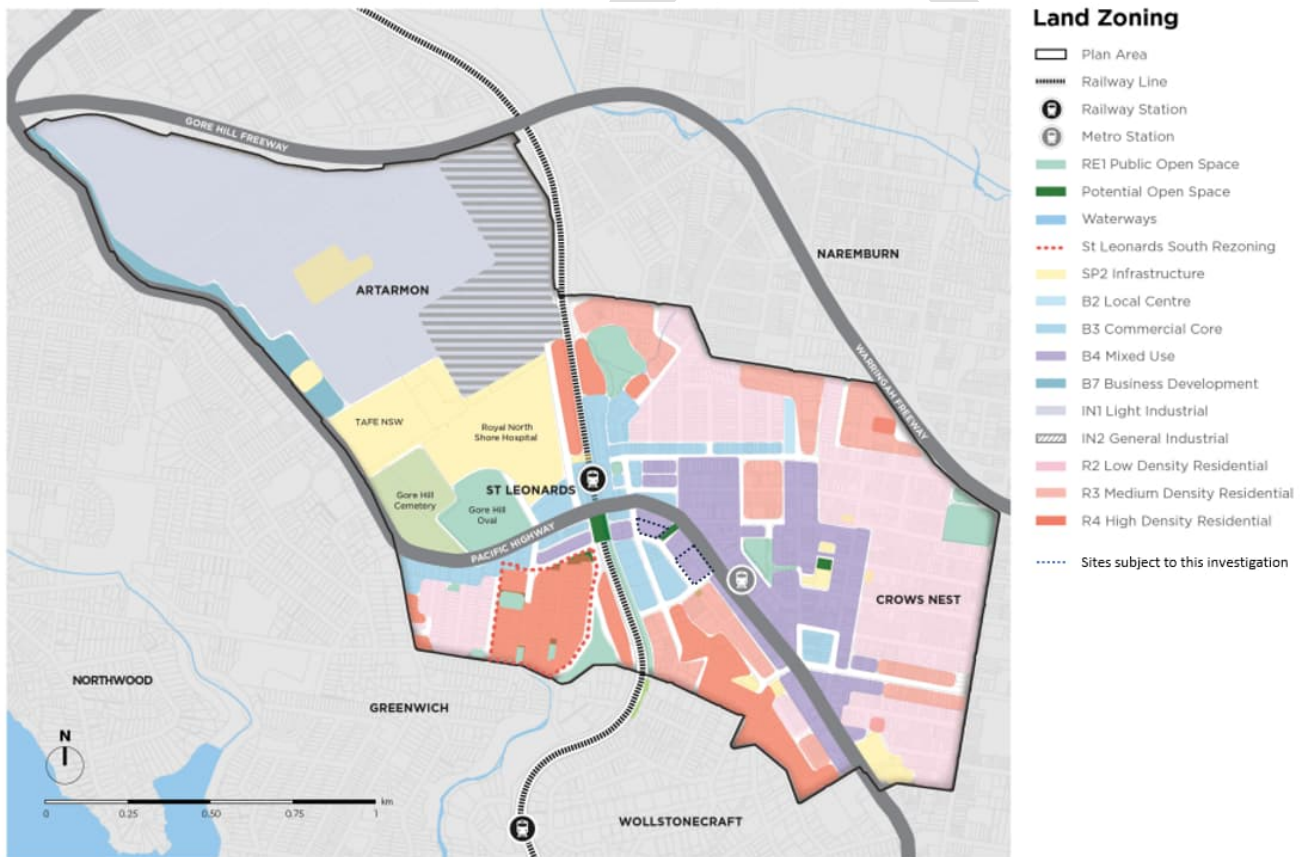 GORE HILL FREEWAY
NAREMBURN
ARTARMON
WARRINGAH FREEWAY
TAFE NSW
Royal North
Shore Hospital
ST LEONARDS
Gore Hill
Cemetery
Gore Hill
Oval
PACIFIC HIGHWAY
CROWS NEST
NORTHWOOD
GREENWICH
N
km
0
0.25
0.50
0.75
1
WOLLSTONECRAFT
Land Zoning
Plan Area
Railway Line
Railway Station
Metro Station
RE1 Public Open Space
Potential Open Space
Waterways
St Leonards South Rezoning
SP2 Infrastructure
B2 Local Centre
B3 Commercial Core
B4 Mixed Use
B7 Business Development
IN1 Light Industrial
IN2 General Industrial
R2 Low Density Residential
R3 Medium Density Residential
R4 High Density Residential
Sites subject to this investigation